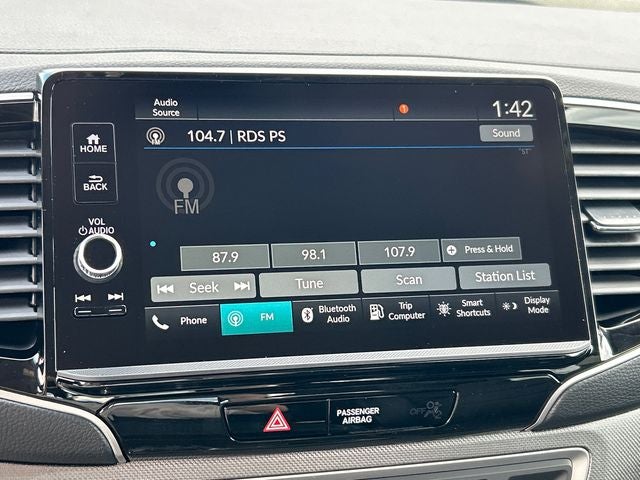 Audio
Source
1
1:42
HOME
104.7 | RDS PS
Sound
"ST"
BACK
FM
VOL
AUDIO
87.9
98.1
107.9
+ Press & Hold
Seek
Tune
Scan
Station List
Phone
FM
Bluetooth
Audio
Trip
Computer
Smart
Shortcuts
Display
Mode
PASSENGER
AIRBAG
OFF